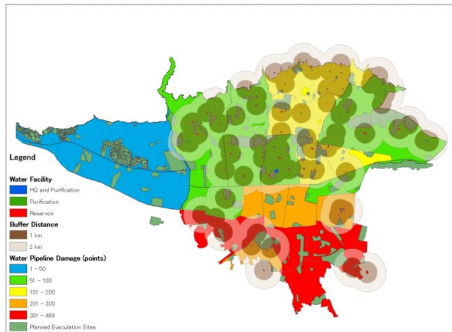 Legend
Water Facility
HQ and Purification
Purification
Reservoir
Buffer Distance
1 km
2 km
Water Pipeline Damage (points)
1 - 50
51 - 100
101 - 200
201 - 300
301 - 489
Planned Evacuation Sites